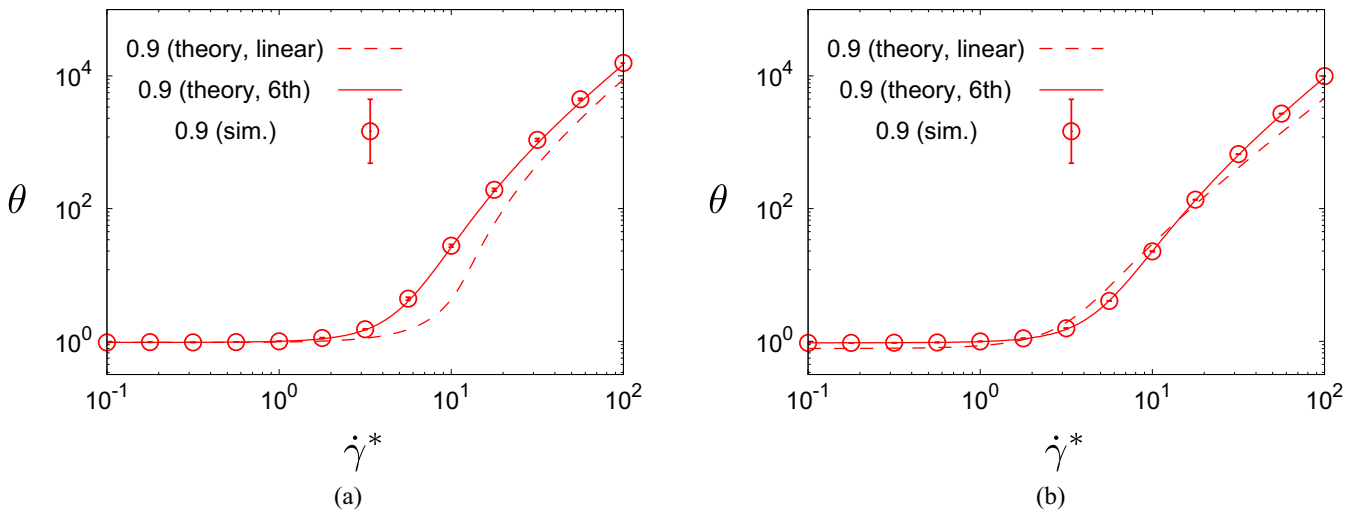 0.9 (theory, linear)
0.9 (theory, 6th)
0.9 (sim.)
10^4
10^2
10^0
θ
10^-1
10^0
10^1
10^2
γ̇*
(a)
0.9 (theory, linear)
0.9 (theory, 6th)
0.9 (sim.)
10^4
10^2
10^0
θ
10^-1
10^0
10^1
10^2
γ̇*
(b)